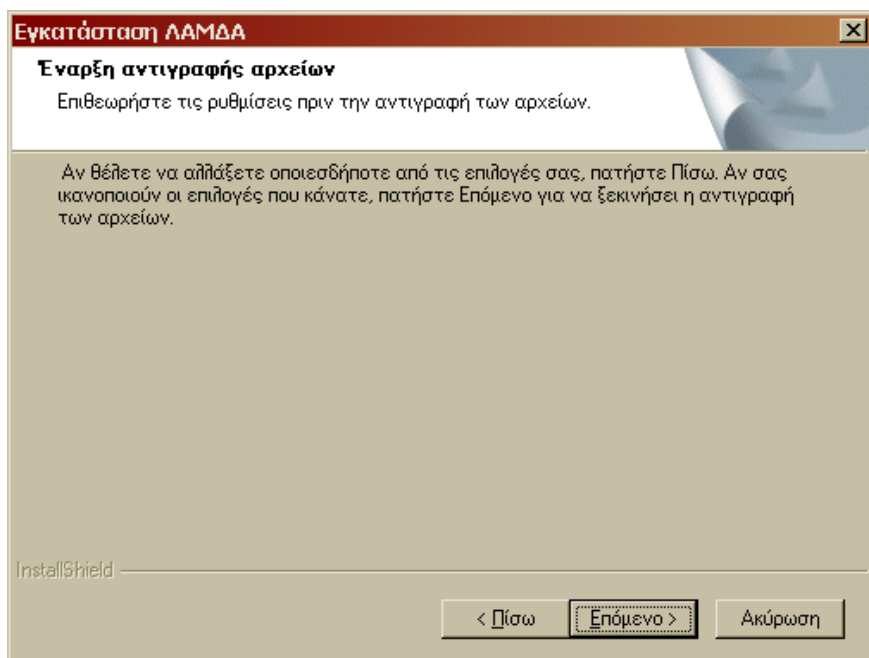 Εγκατάσταση ΛΑΜΔΑ
Έναρξη αντιγραφής αρχείων
Επιθεωρήστε τις ρυθμίσεις πριν την αντιγραφή των αρχείων.
Αν θέλετε να αλλάξετε οποιεσδήποτε από τις επιλογές σας, πατήστε Πίσω. Αν σας
ικανοποιούν οι επιλογές που κάνατε, πατήστε Επόμενο για να ξεκινήσει η αντιγραφή
των αρχείων.
InstallShield
< Πίσω
Επόμενο >
Ακύρωση